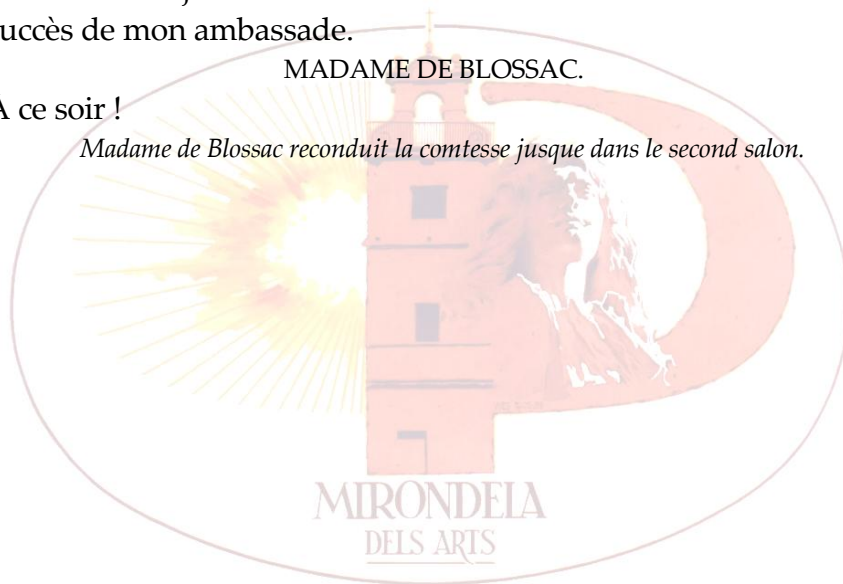 uccès de mon ambassade.
MADAME DE BLOSSAC.
À ce soir !
Madame de Blossac reconduit la comtesse jusque dans le second salon.
MIRONDELA
DELS ARTS